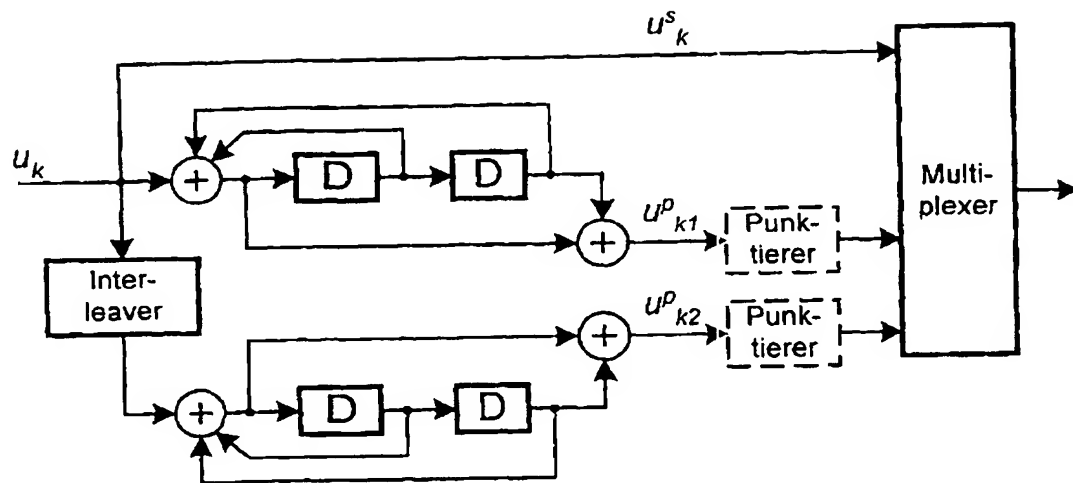 u^s_k
u_k
+
D
D
+
u^p_k1
Punk-
tierer
Multi-
plexer
Inter-
leaver
+
u^p_k2
Punk-
tierer
+
D
D